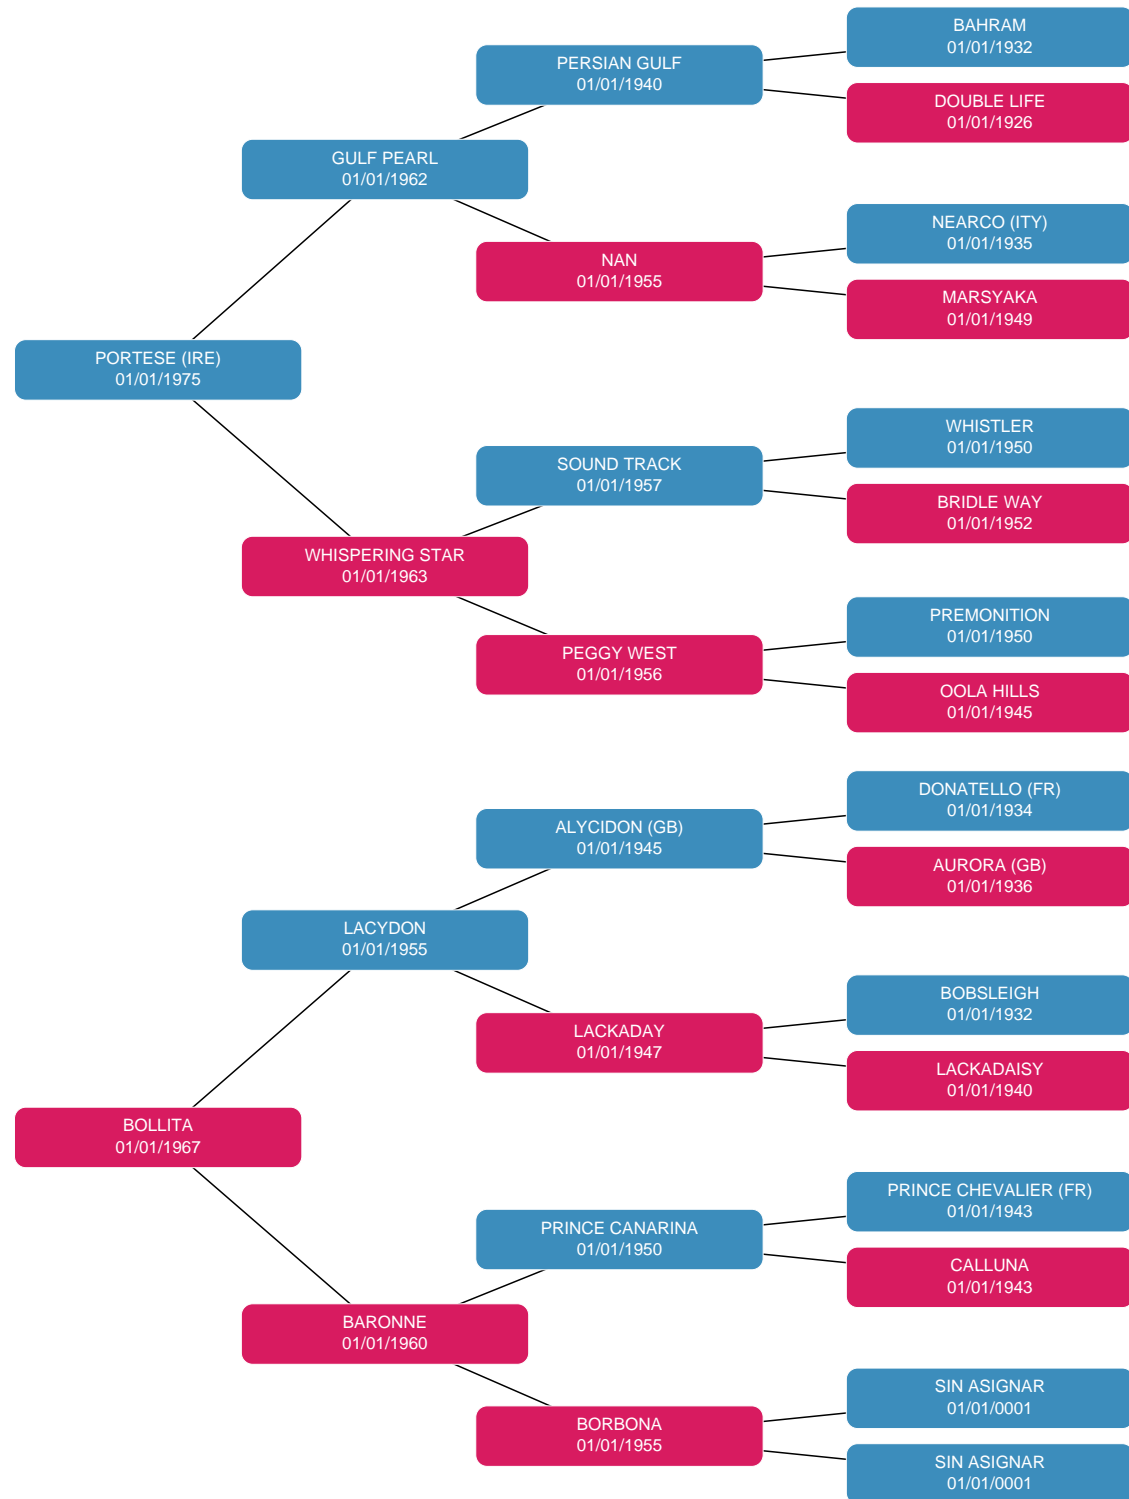 BAHRAM
01/01/1932
PERSIAN GULF
01/01/1940
DOUBLE LIFE
01/01/1926
GULF PEARL
01/01/1962
NEARCO (ITY)
01/01/1935
NAN
01/01/1955
MARSYAKA
01/01/1949
PORTESE (IRE)
01/01/1975
WHISTLER
01/01/1950
SOUND TRACK
01/01/1957
BRIDLE WAY
01/01/1952
WHISPERING STAR
01/01/1963
PREMONITION
01/01/1950
PEGGY WEST
01/01/1956
OOLA HILLS
01/01/1945
DONATELLO (FR)
01/01/1934
ALYCIDON (GB)
01/01/1945
AURORA (GB)
01/01/1936
LACYDON
01/01/1955
BOBSLEIGH
01/01/1932
LACKADAY
01/01/1947
LACKADAISY
01/01/1940
BOLLITA
01/01/1967
PRINCE CHEVALIER (FR)
01/01/1943
PRINCE CANARINA
01/01/1950
CALLUNA
01/01/1943
BARONNE
01/01/1960
SIN ASIGNAR
01/01/0001
BORBONA
01/01/1955
SIN ASIGNAR
01/01/0001